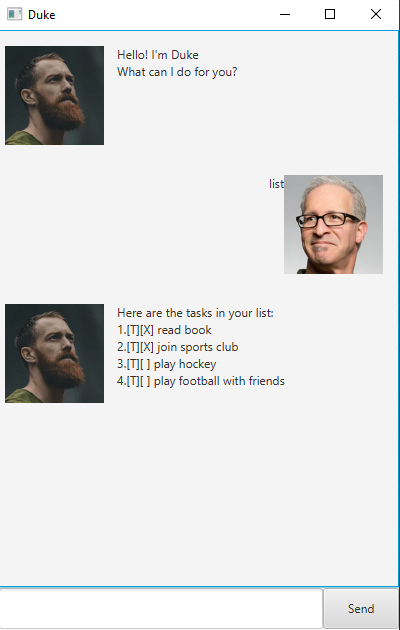 Duke
Hello! I'm Duke
What can I do for you?
list
Here are the tasks in your list:
1.[T][X] read book
2.[T][X] join sports club
3.[T][ ] play hockey
4.[T][ ] play football with friends
Send